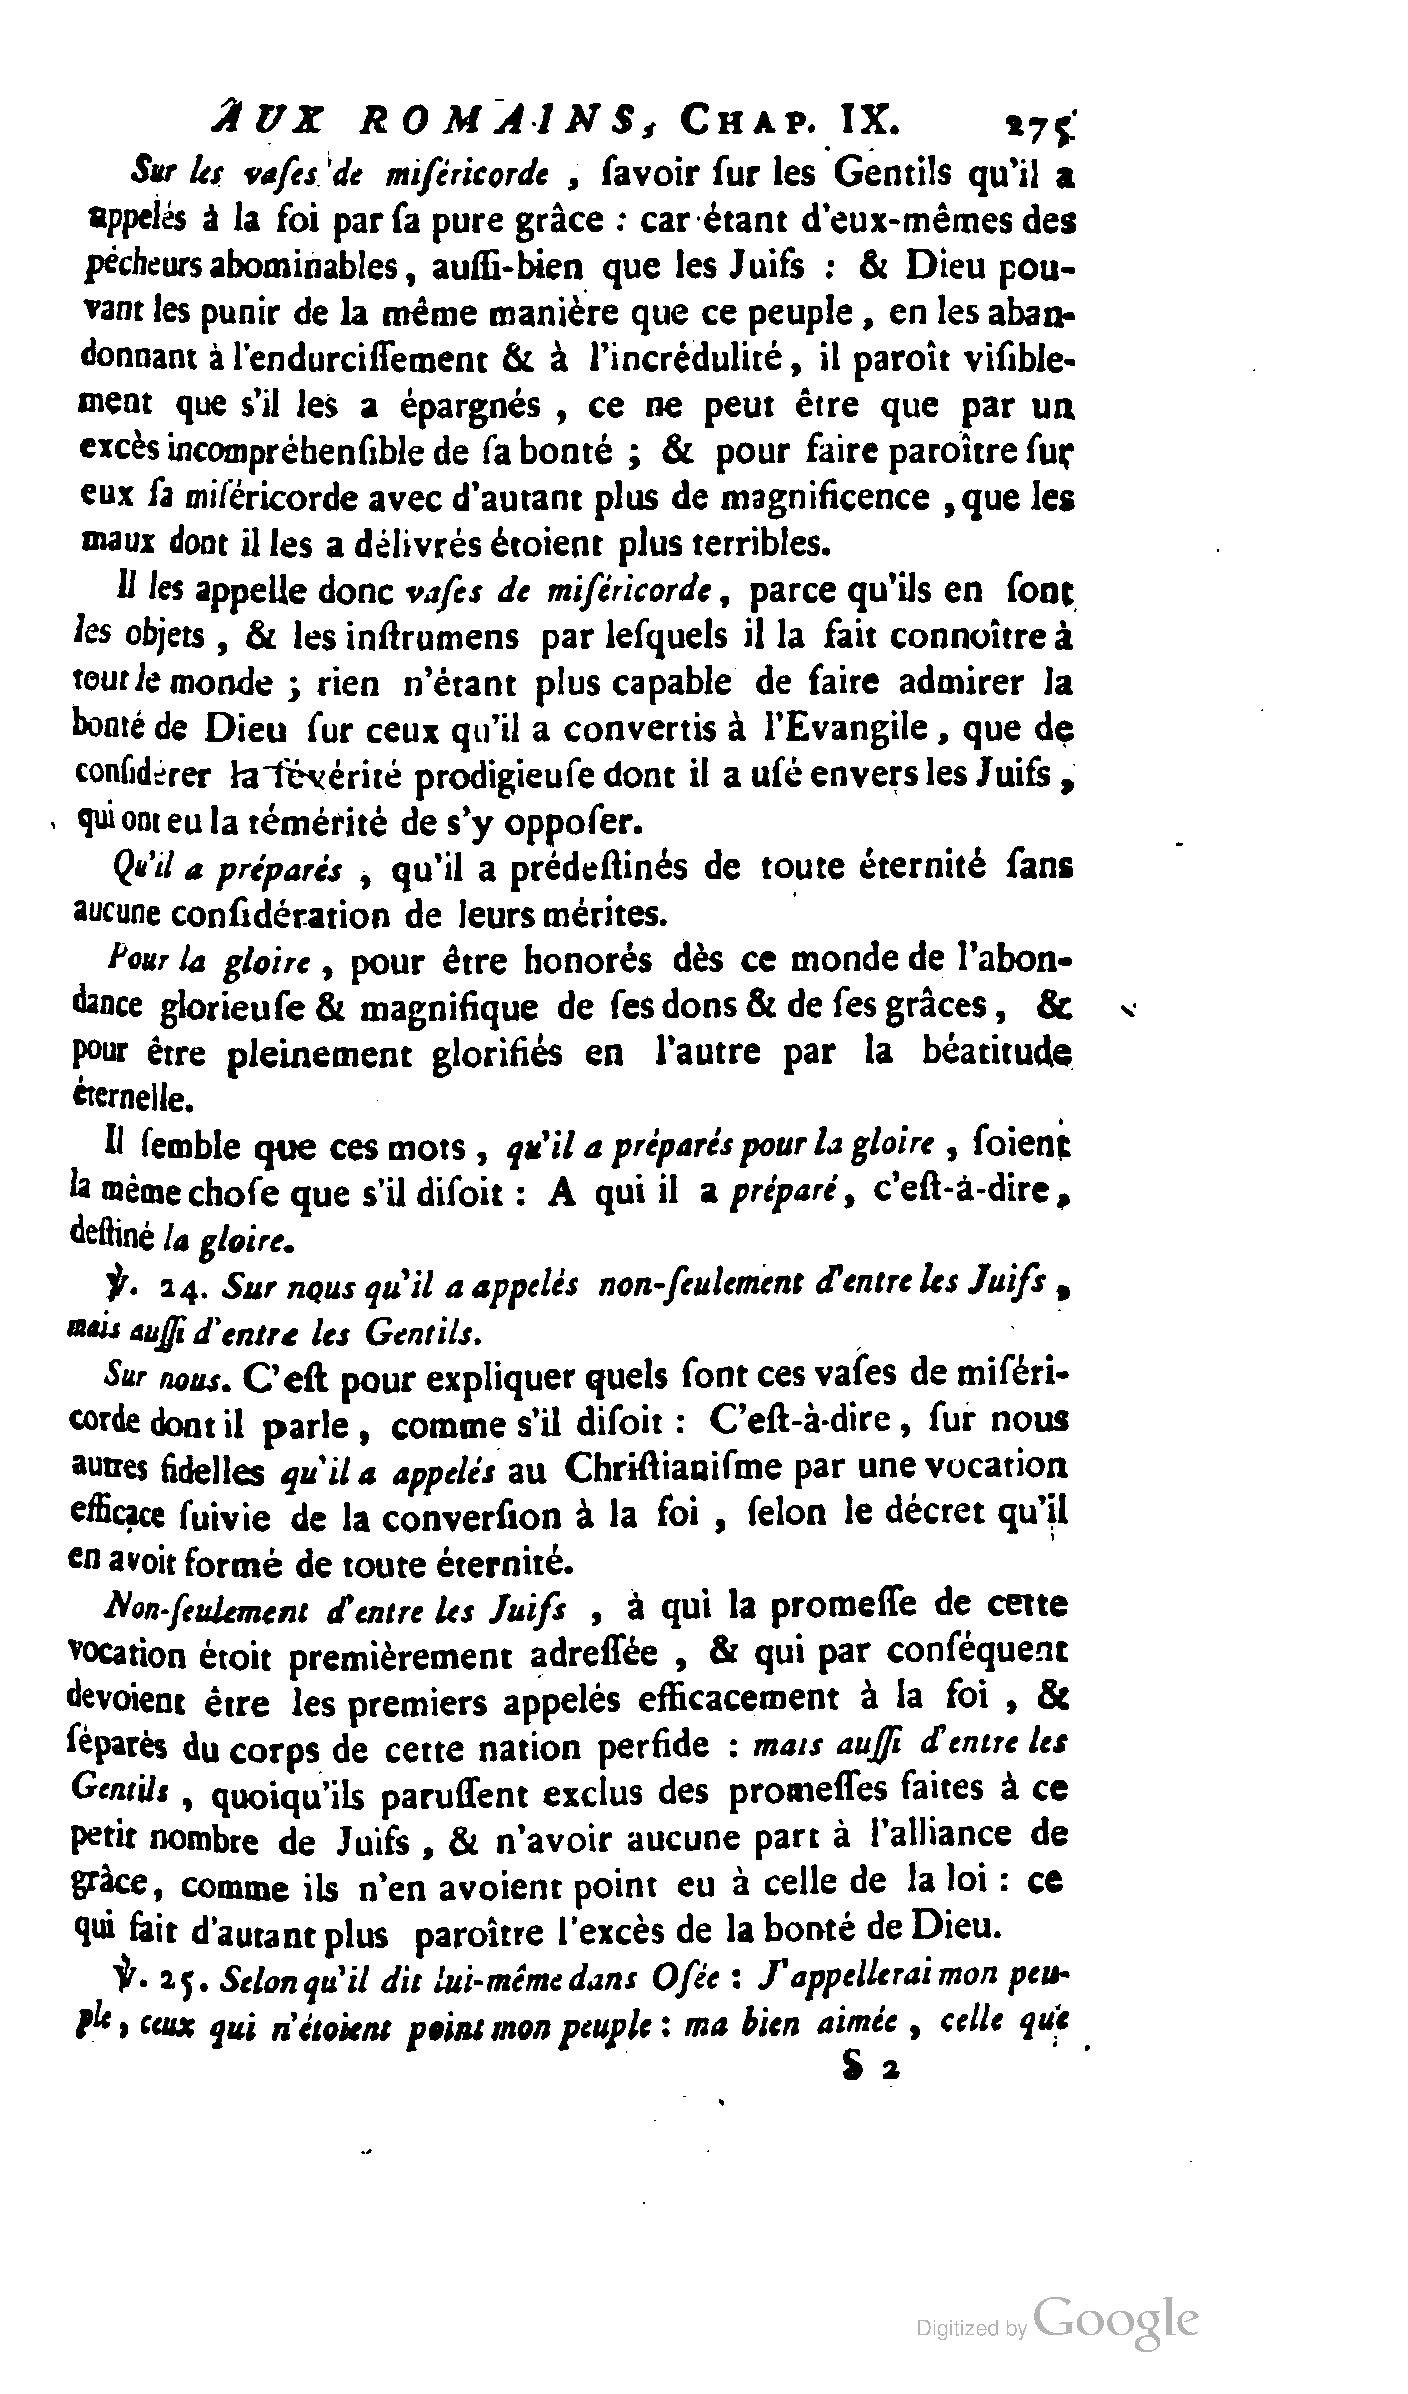 AUX ROMAINS, CHAP. IX. 275
Sur les vaſes de miſéricorde , ſavoir ſur les Gentils qu'il a
appelés à la foi par ſa pure grâce : car étant d'eux-mêmes des
pécheurs abominables, auſſi-bien que les Juifs : & Dieu pou-
vant les punir de la même manière que ce peuple , en les aban-
donnant à l'endurciſſement & à l'incrédulité, il paroît viſible-
ment que s'il les a épargnés , ce ne peut être que par un
excès incompréhenſible de ſa bonté ; & pour faire paroître ſur
eux ſa miſéricorde avec d'autant plus de magnificence , que les
maux dont il les a délivrés étoient plus terribles.
Il les appelle donc vaſes de miſéricorde, parce qu'ils en ſont
les objets , & les inſtrumens par leſquels il la fait connoître à
tout le monde ; rien n'étant plus capable de faire admirer la
bonté de Dieu ſur ceux qu'il a convertis à l'Evangile, que de
conſidérer la ſévérité prodigieuſe dont il a uſé envers les Juifs,
qui ont eu la témérité de s'y oppoſer.
Qu'il a préparés , qu'il a prédeſtinés de toute éternité ſans
aucune conſidération de leurs mérites.
Pour la gloire , pour être honorés dès ce monde de l'abon-
dance glorieuſe & magnifique de ſes dons & de ſes grâces, &
pour être pleinement glorifiés en l'autre par la béatitude
éternelle.
Il ſemble que ces mots , qu'il a préparés pour la gloire , ſoient
la même choſe que s'il diſoit : A qui il a préparé, c'eſt-à-dire,
deſtiné la gloire.
℣. 24. Sur nous qu'il a appelés non-ſeulement d'entre les Juifs ,
mais auſſi d'entre les Gentils.
Sur nous. C'eſt pour expliquer quels ſont ces vaſes de miſéri-
corde dont il parle , comme s'il diſoit : C'eſt-à-dire, ſur nous
autres fidelles qu'il a appelés au Chriſtianiſme par une vocation
efficace ſuivie de la converſion à la foi , ſelon le décret qu'il
en avoit formé de toute éternité.
Non-ſeulement d'entre les Juifs , à qui la promeſſe de cette
vocation étoit premièrement adreſſée , & qui par conſéquent
devoient être les premiers appelés efficacement à la foi , &
ſéparés du corps de cette nation perfide : mais auſſi d'entre les
Gentils , quoiqu'ils paruſſent exclus des promeſſes faites à ce
petit nombre de Juifs , & n'avoir aucune part à l'alliance de
grâce, comme ils n'en avoient point eu à celle de la loi : ce
qui fait d'autant plus paroître l'excès de la bonté de Dieu.
℣. 25. Selon qu'il dit lui-même dans Oſée : J'appellerai mon peu-
ple, ceux qui n'étoient point mon peuple : ma bien aimée , celle que
S 2
Digitized by Google